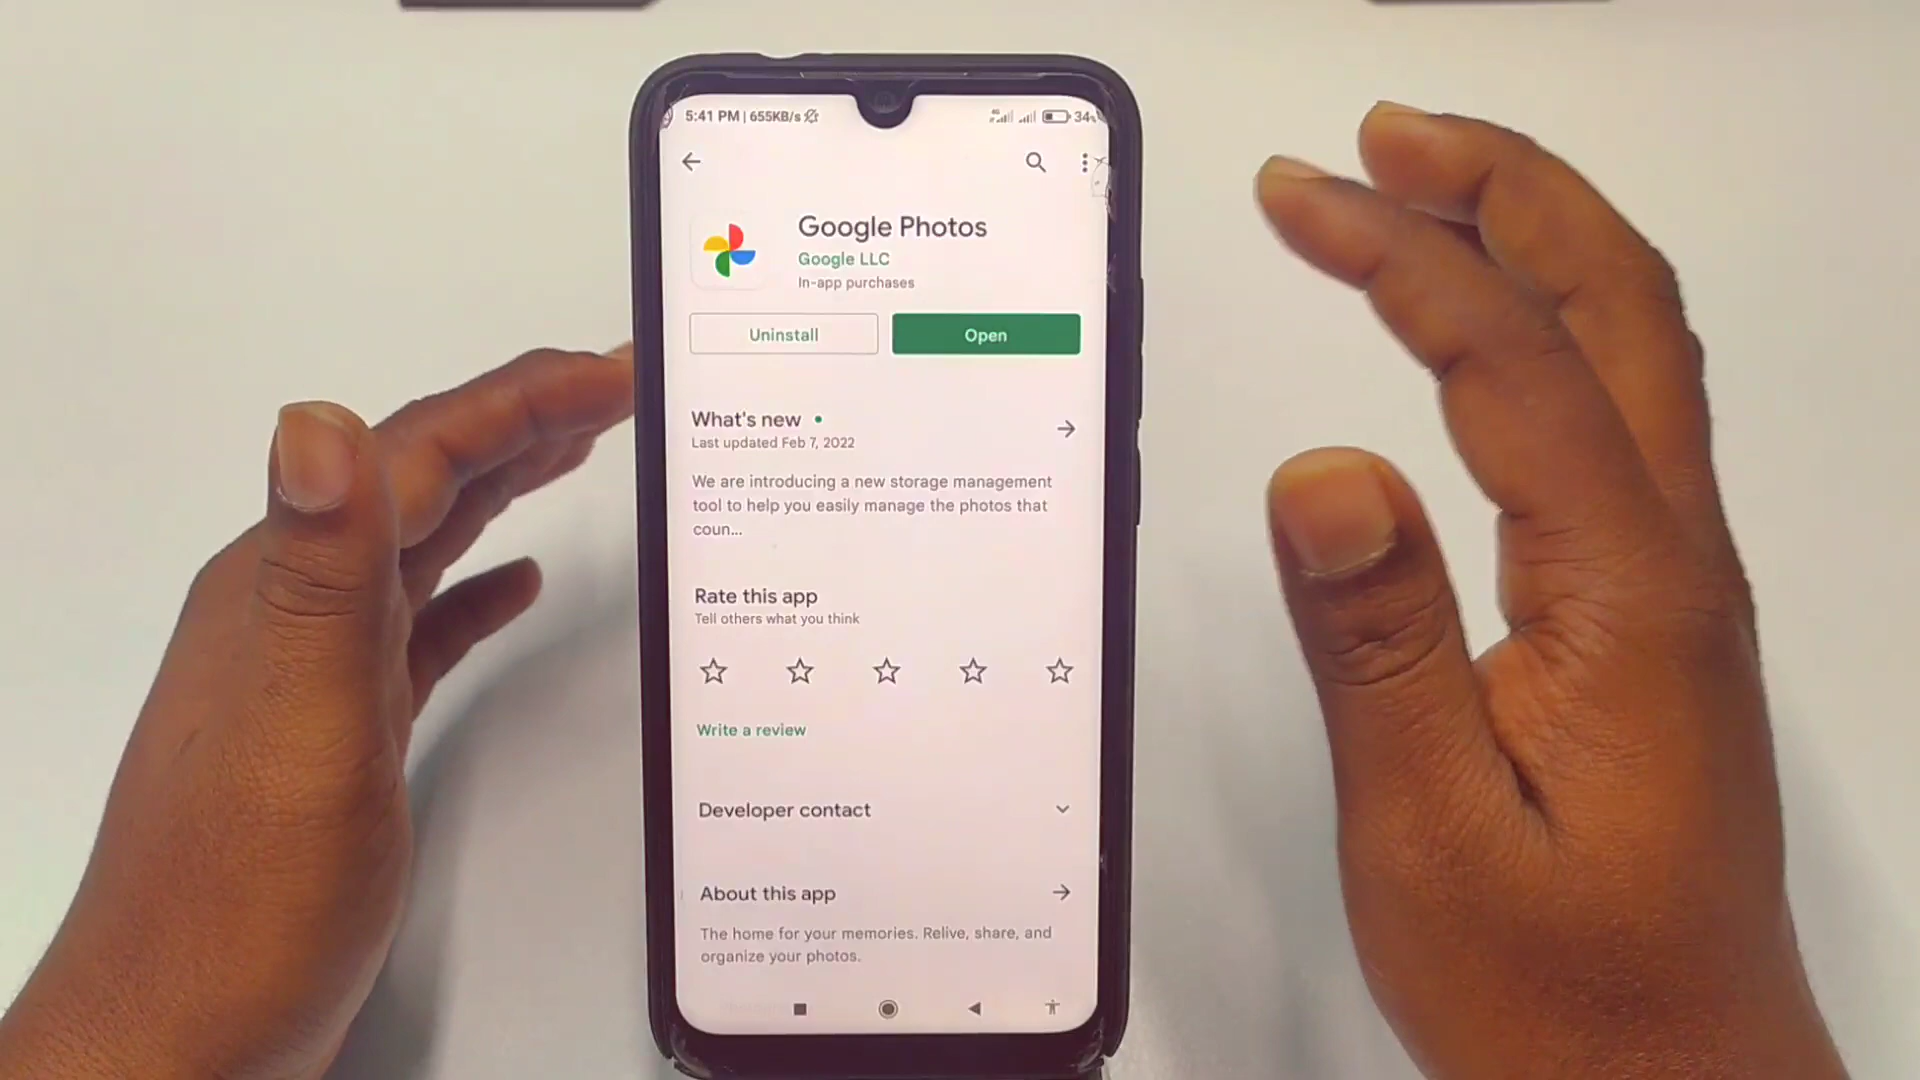 5:41 PM | 655KB/s
34
Google Photos
Google LLC
In-app purchases
Uninstall
Open
What's new
Last updated Feb 7, 2022
We are introducing a new storage management
tool to help you easily manage the photos that
coun...
Rate this app
Tell others what you think
Write a review
Developer contact
About this app
The home for your memories. Relive, share, and
organize your photos.